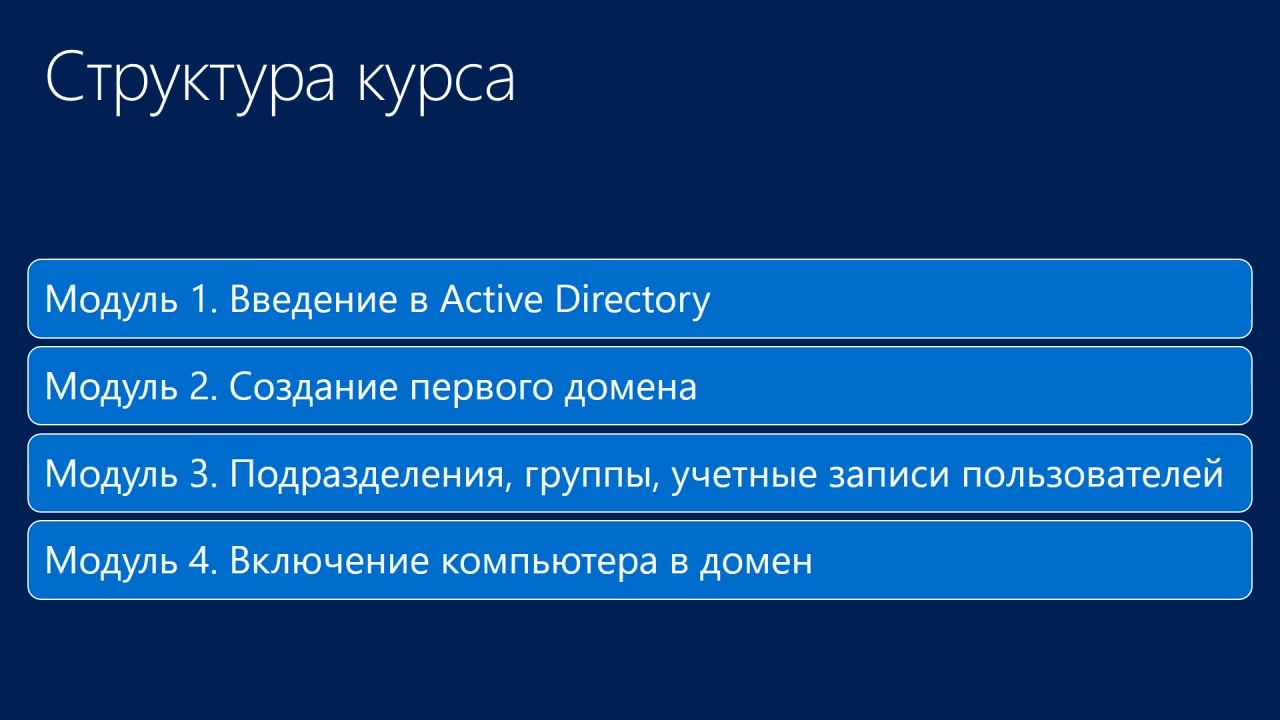 Структура курса
Модуль 1. Введение в Active Directory
Модуль 2. Создание первого домена
Модуль 3. Подразделения, группы, учетные записи пользователей
Модуль 4. Включение компьютера в домен